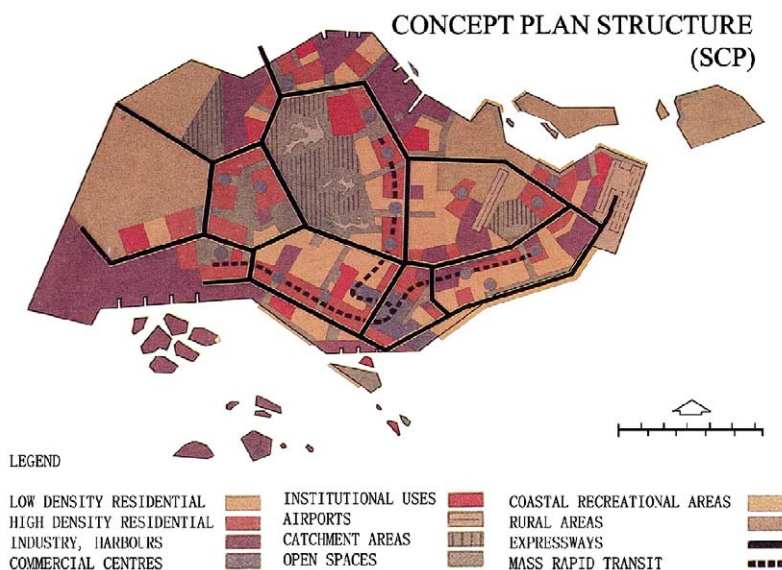 CONCEPT PLAN STRUCTURE
(SCP)
LEGEND
LOW DENSITY RESIDENTIAL
HIGH DENSITY RESIDENTIAL
INDUSTRY, HARBOURS
COMMERCIAL CENTRES
INSTITUTIONAL USES
AIRPORTS
CATCHMENT AREAS
OPEN SPACES
COASTAL RECREATIONAL AREAS
RURAL AREAS
EXPRESSWAYS
MASS RAPID TRANSIT